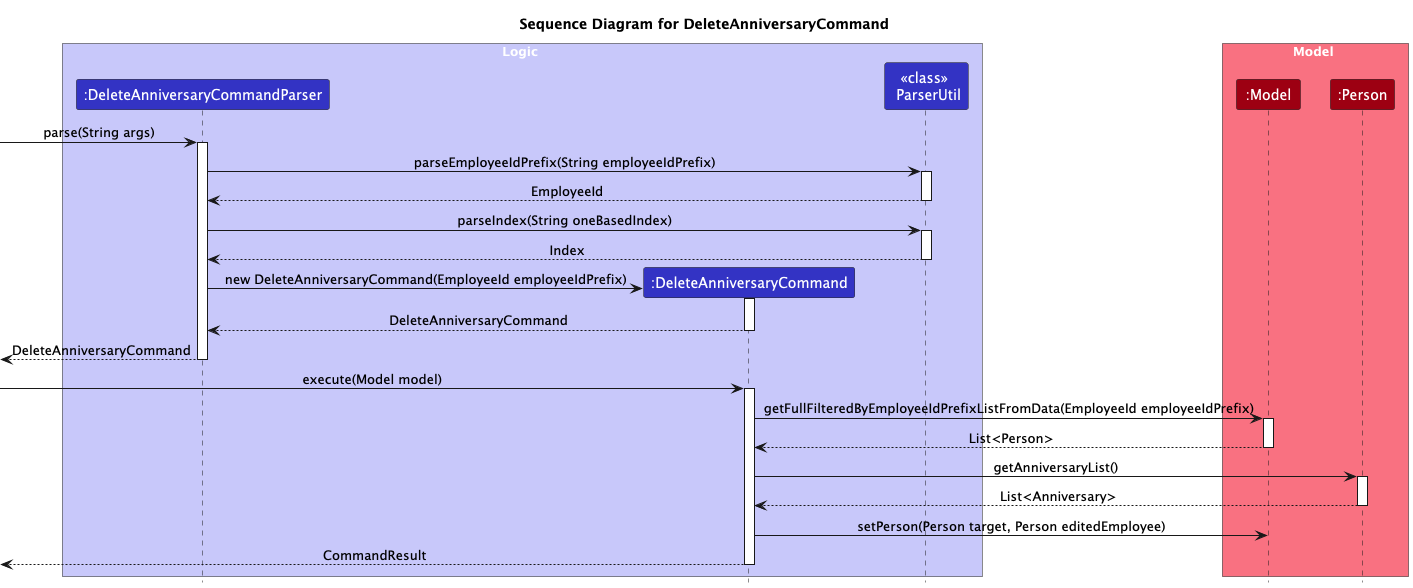 Sequence Diagram for DeleteAnniversaryCommand
Logic
Model
:DeleteAnniversaryCommandParser
«class»
ParserUtil
:Model
:Person
parse(String args)
parseEmployeeIdPrefix(String employeeIdPrefix)
EmployeeId
parseIndex(String oneBasedIndex)
Index
new DeleteAnniversaryCommand(EmployeeId employeeIdPrefix)
:DeleteAnniversaryCommand
DeleteAnniversaryCommand
DeleteAnniversaryCommand
execute(Model model)
getFullFilteredByEmployeeIdPrefixListFromData(EmployeeId employeeIdPrefix)
List<Person>
getAnniversaryList()
List<Anniversary>
setPerson(Person target, Person editedEmployee)
CommandResult